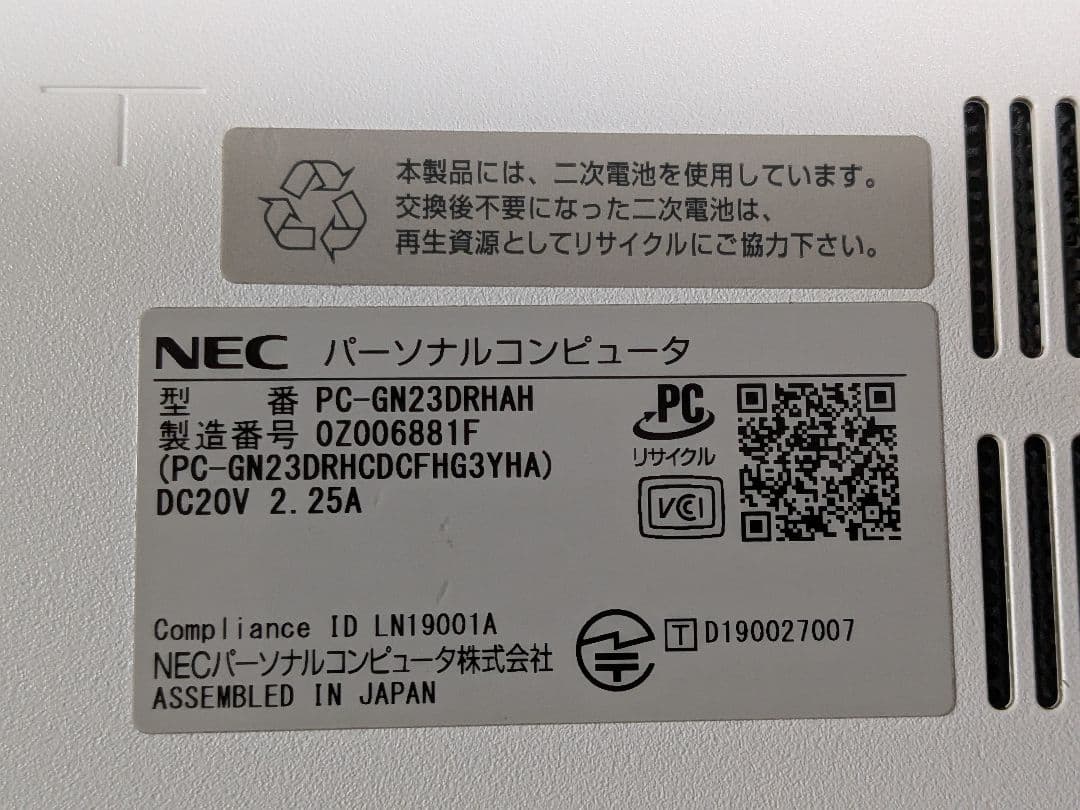 本製品には、二次電池を使用しています。
交換後不要になった二次電池は、
再生資源としてリサイクルにご協力下さい。
NEC パーソナルコンピュータ
型 番 PC-GN23DRHAH
製造番号 0Z006881F
(PC-GN23DRHCDCFHG3YHA)
DC20V 2.25A
PC
リサイクル
VCI
Compliance ID LN19001A
T D190027007
NECパーソナルコンピュータ株式会社
ASSEMBLED IN JAPAN